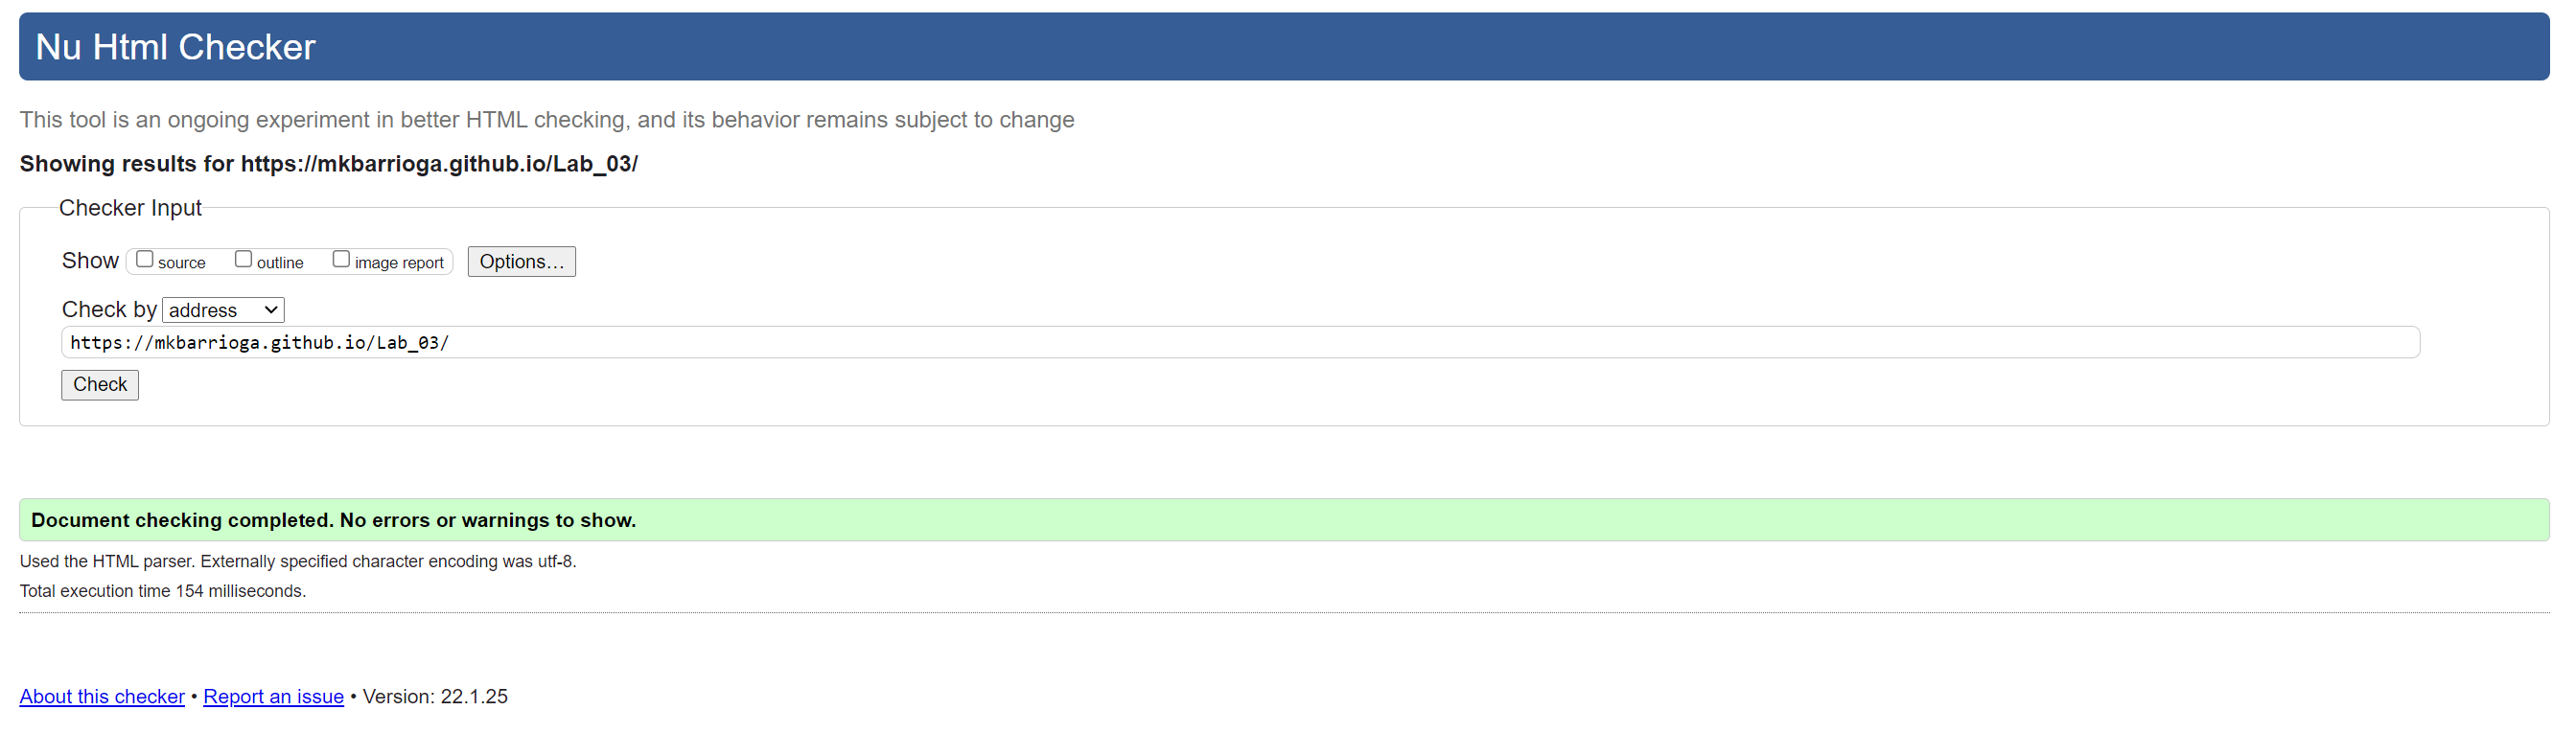 Nu Html Checker
This tool is an ongoing experiment in better HTML checking, and its behavior remains subject to change
Showing results for https://mkbarrioga.github.io/Lab_03/
Checker Input
Show source outline image report Options…
Check by address
https://mkbarrioga.github.io/Lab_03/
Check
Document checking completed. No errors or warnings to show.
Used the HTML parser. Externally specified character encoding was utf-8.
Total execution time 154 milliseconds.
About this checker • Report an issue • Version: 22.1.25